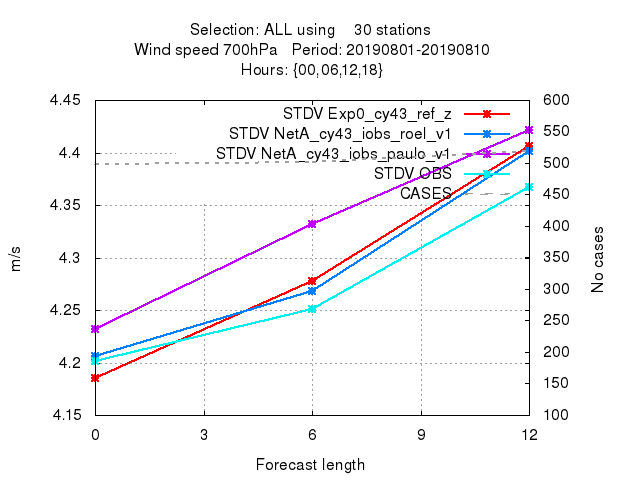 Selection: ALL using 30 stations
Wind speed 700hPa Period: 20190801-20190810
Hours: {00,06,12,18}
4.45
4.4
4.35
4.3
4.25
4.2
4.15
m/s
STDV Exp0_cy43_ref_z
STDV NetA_cy43_iobs_roel_v1
STDV NetA_cy43_iobs_paulo_v1
STDV OBS
CASES
600
550
500
450
400
350
300
250
200
150
100
No cases
0 3 6 9 12
Forecast length